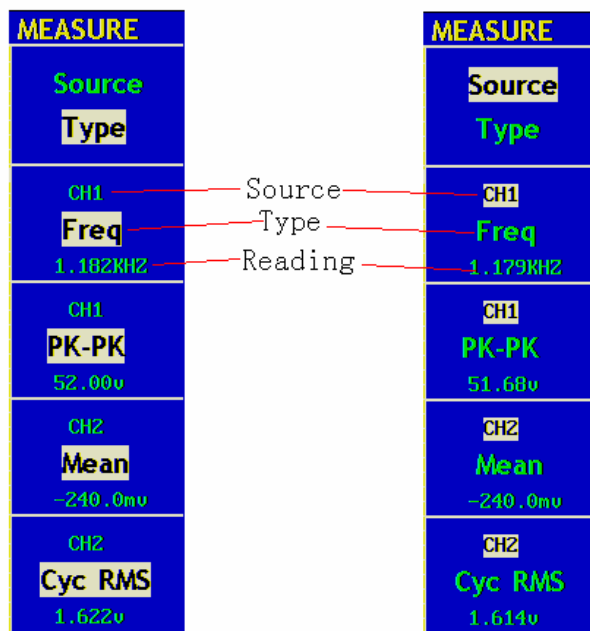 MEASURE
Source
Type
CH1
Freq
1.182KHZ
CH1
PK-PK
52.00v
CH2
Mean
-240.0mv
CH2
Cyc RMS
1.622v
Source
Type
Reading
MEASURE
Source
Type
CH1
Freq
1.179KHZ
CH1
PK-PK
51.68v
CH2
Mean
-240.0mv
CH2
Cyc RMS
1.614v